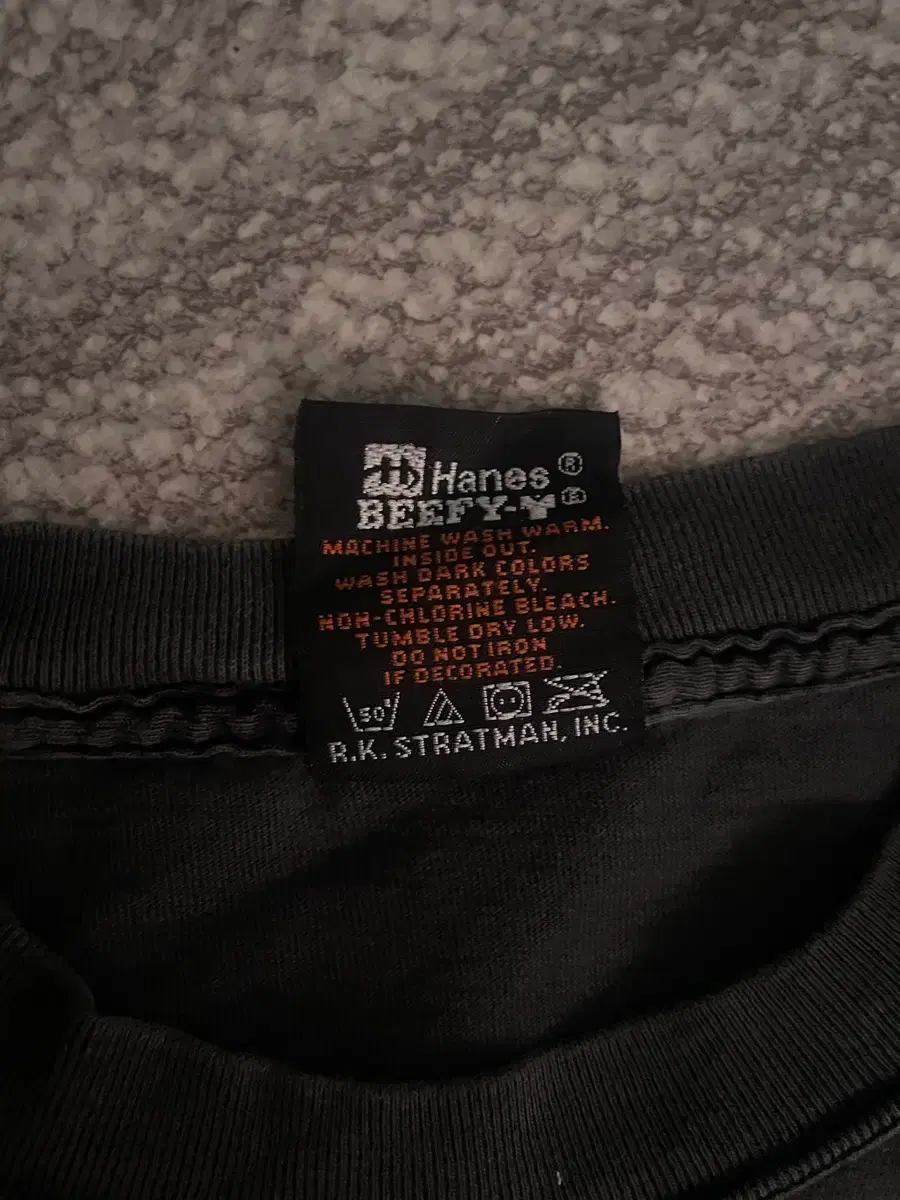 Hanes®
BEEFY-T®
MACHINE WASH WARM.
INSIDE OUT.
WASH DARK COLORS
SEPARATELY.
NON-CHLORINE BLEACH.
TUMBLE DRY LOW.
DO NOT IRON
IF DECORATED.
50°
R.K. STRATMAN, INC.